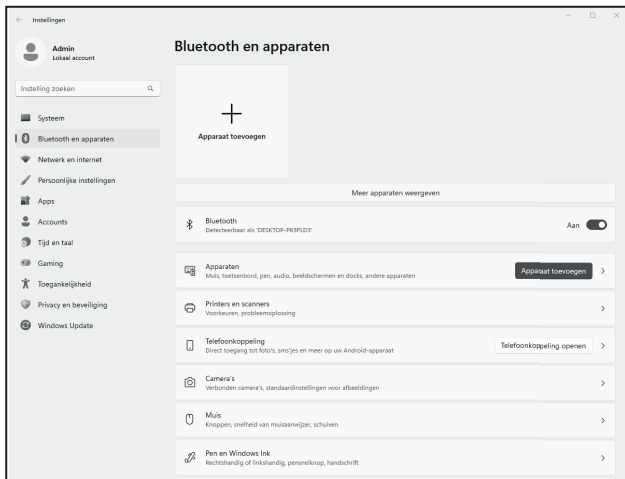 Instellingen
Admin
Lokaal account
Instelling zoeken
Systeem
Bluetooth en apparaten
Netwerk en internet
Persoonlijke instellingen
Apps
Accounts
Tijd en taal
Gaming
Toegankelijkheid
Privacy en beveiliging
Windows Update
Bluetooth en apparaten
Apparaat toevoegen
Meer apparaten weergeven
Bluetooth
Detecteerbaar als 'DESKTOP-P63PLD3'
Aan
Apparaten
Muis, toetsenbord, pen, audio, beeldschermen en docks, andere apparaten
Apparaat toevoegen
Printers en scanners
Voorkeuren, probleemoplossing
Telefoonkoppeling
Direct toegang tot foto's, sms'jes en meer op uw Android-apparaat
Telefoonkoppeling openen
Camera's
Verbonden camera's, standaardinstellingen voor afbeeldingen
Muis
Knoppen, snelheid van muisaanwijzer, schuiven
Pen en Windows Ink
Rechtshandig of linkshandig, pensnelknop, handschrift